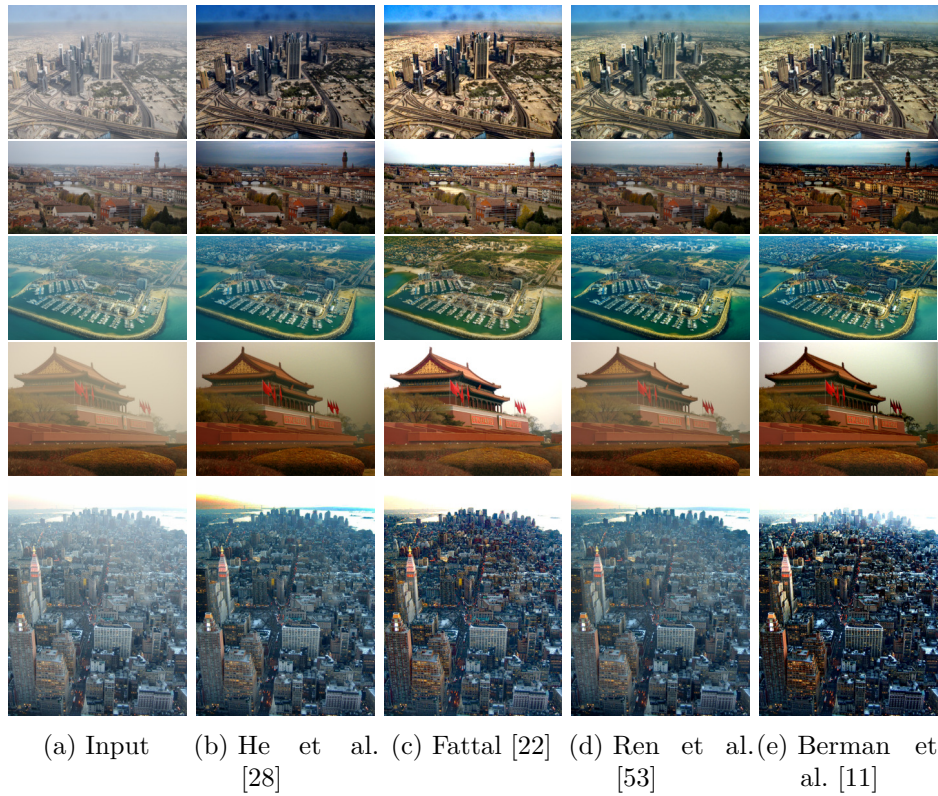 (a) Input (b) He et al. (c) Fattal [22] (d) Ren et al. (e) Berman et
[28] [53] al. [11]